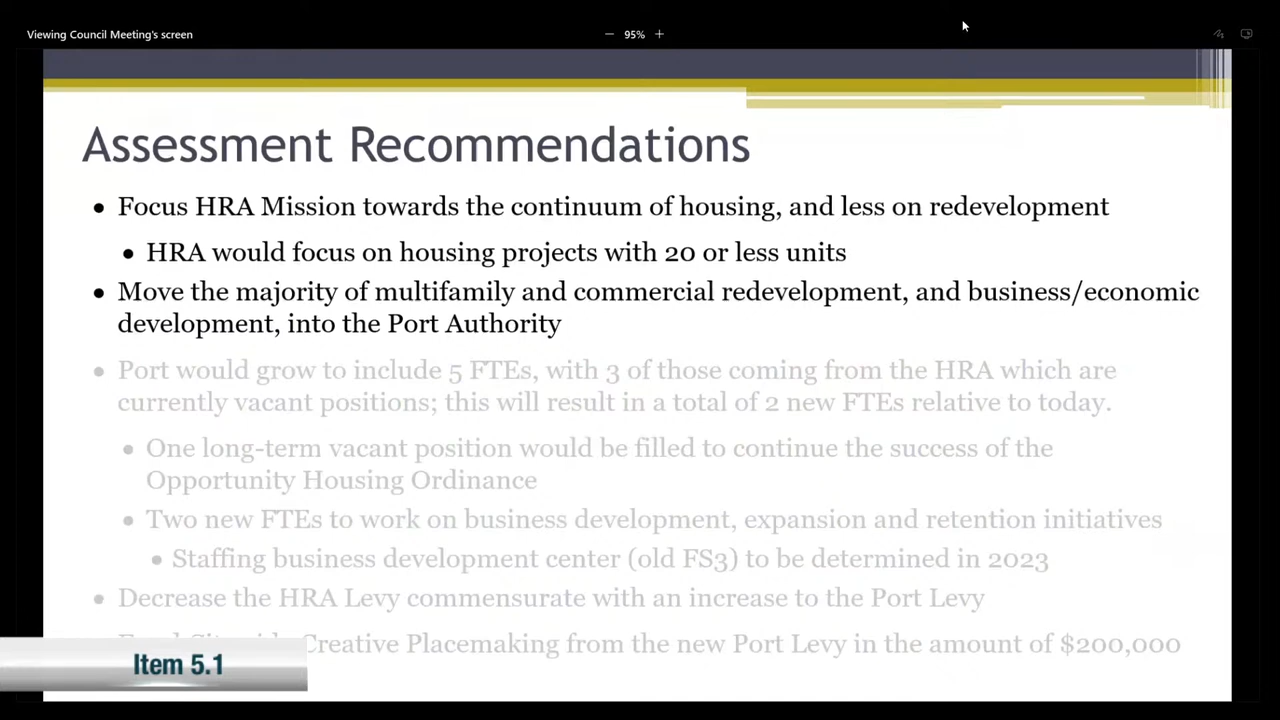 Viewing Council Meeting's screen
95%
Assessment Recommendations
• Focus HRA Mission towards the continuum of housing, and less on redevelopment
• HRA would focus on housing projects with 20 or less units
• Move the majority of multifamily and commercial redevelopment, and business/economic
development, into the Port Authority
• Port would grow to include 5 FTEs, with 3 of those coming from the HRA which are
currently vacant positions; this will result in a total of 2 new FTEs relative to today.
• One long-term vacant position would be filled to continue the success of the
Opportunity Housing Ordinance
• Two new FTEs to work on business development, expansion and retention initiatives
• Staffing business development center (old FS3) to be determined in 2023
• Decrease the HRA Levy commensurate with an increase to the Port Levy
Creative Placemaking from the new Port Levy in the amount of $200,000
Item 5.1